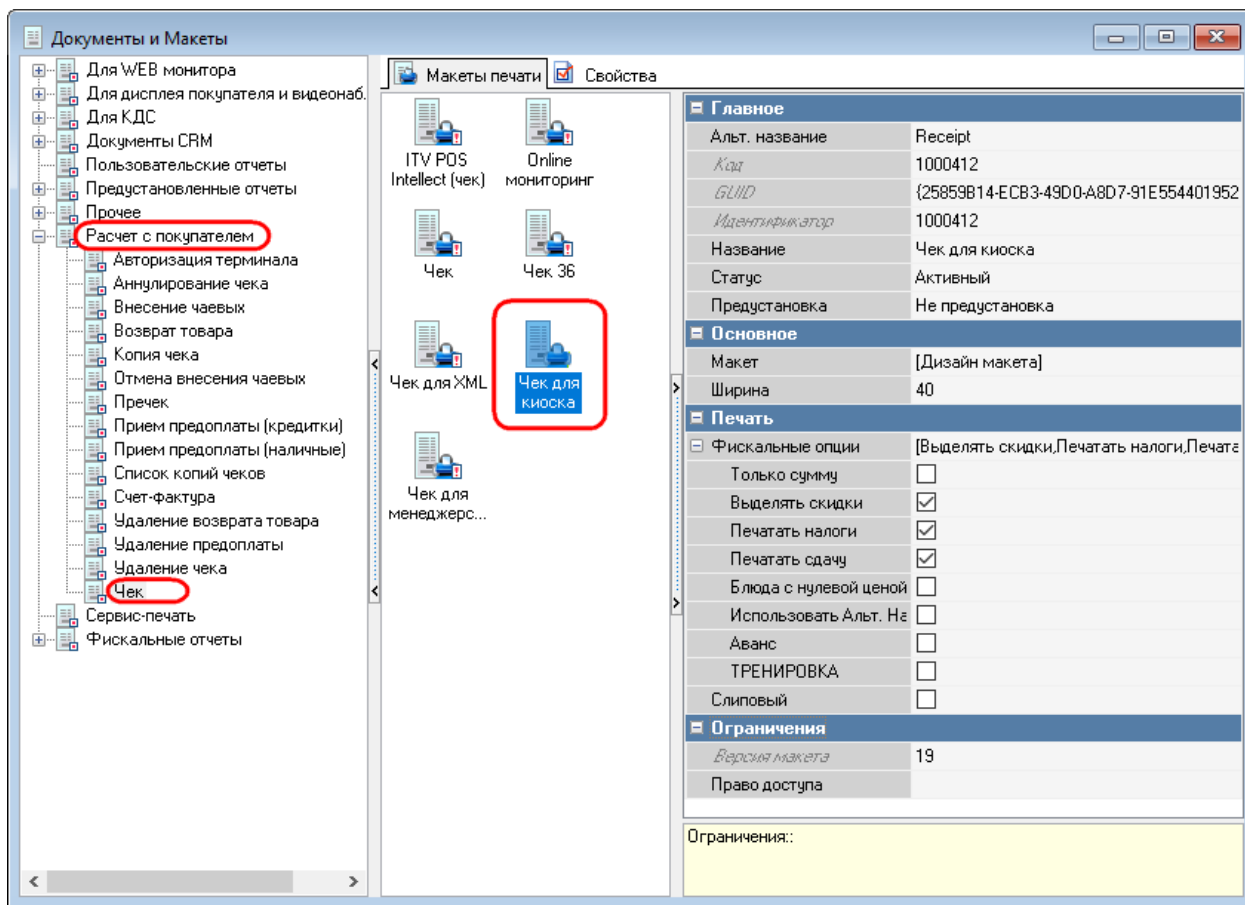 Документы и Макеты
Для WEB монитора
Для дисплея покупателя и видеонаб.
Для КДС
Документы CRM
Пользовательские отчеты
Предустановленные отчеты
Прочее
Расчет с покупателем
Авторизация терминала
Аннулирование чека
Внесение чаевых
Возврат товара
Копия чека
Отмена внесения чаевых
Пречек
Прием предоплаты (кредитки)
Прием предоплаты (наличные)
Список копий чеков
Счет-фактура
Удаление возврата товара
Удаление предоплаты
Удаление чека
Чек
Сервис-печать
Фискальные отчеты
Макеты печати
Свойства
ITV POS
Intellect (чек)
Online
мониторинг
Чек
Чек 36
Чек для XML
Чек для
киоска
Чек для
менеджерс...
Главное
Альт. название Receipt
Код 1000412
GUID {25859B14-ECB3-49D0-A8D7-91E554401952
Идентификатор 1000412
Название Чек для киоска
Статус Активный
Предустановка Не предустановка
Основное
Макет [Дизайн макета]
Ширина 40
Печать
Фискальные опции [Выделять скидки,Печатать налоги,Печата
Только сумму
Выделять скидки
Печатать налоги
Печатать сдачу
Блюда с нулевой ценой
Использовать Альт. На
Аванс
ТРЕНИРОВКА
Слиповый
Ограничения
Версия макета 19
Право доступа
Ограничения::